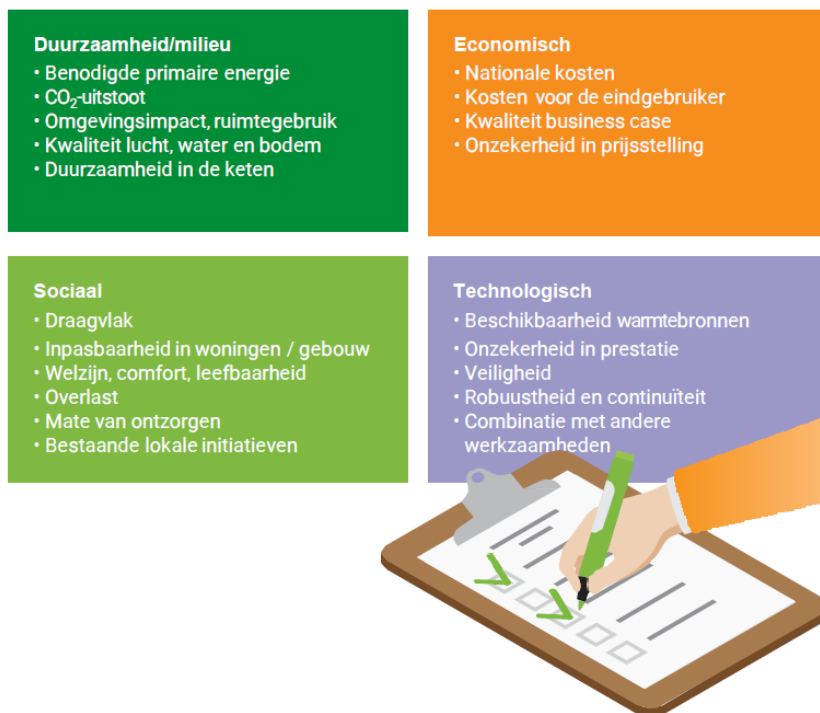 Duurzaamheid/milieu
• Benodigde primaire energie
• CO₂-uitstoot
• Omgevingsimpact, ruimtegebruik
• Kwaliteit lucht, water en bodem
• Duurzaamheid in de keten
Economisch
• Nationale kosten
• Kosten voor de eindgebruiker
• Kwaliteit business case
• Onzekerheid in prijsstelling
Sociaal
• Draagvlak
• Inpasbaarheid in woningen / gebouw
• Welzijn, comfort, leefbaarheid
• Overlast
• Mate van ontzorgen
• Bestaande lokale initiatieven
Technologisch
• Beschikbaarheid warmtebronnen
• Onzekerheid in prestatie
• Veiligheid
• Robuustheid en continuïteit
• Combinatie met andere
werkzaamheden